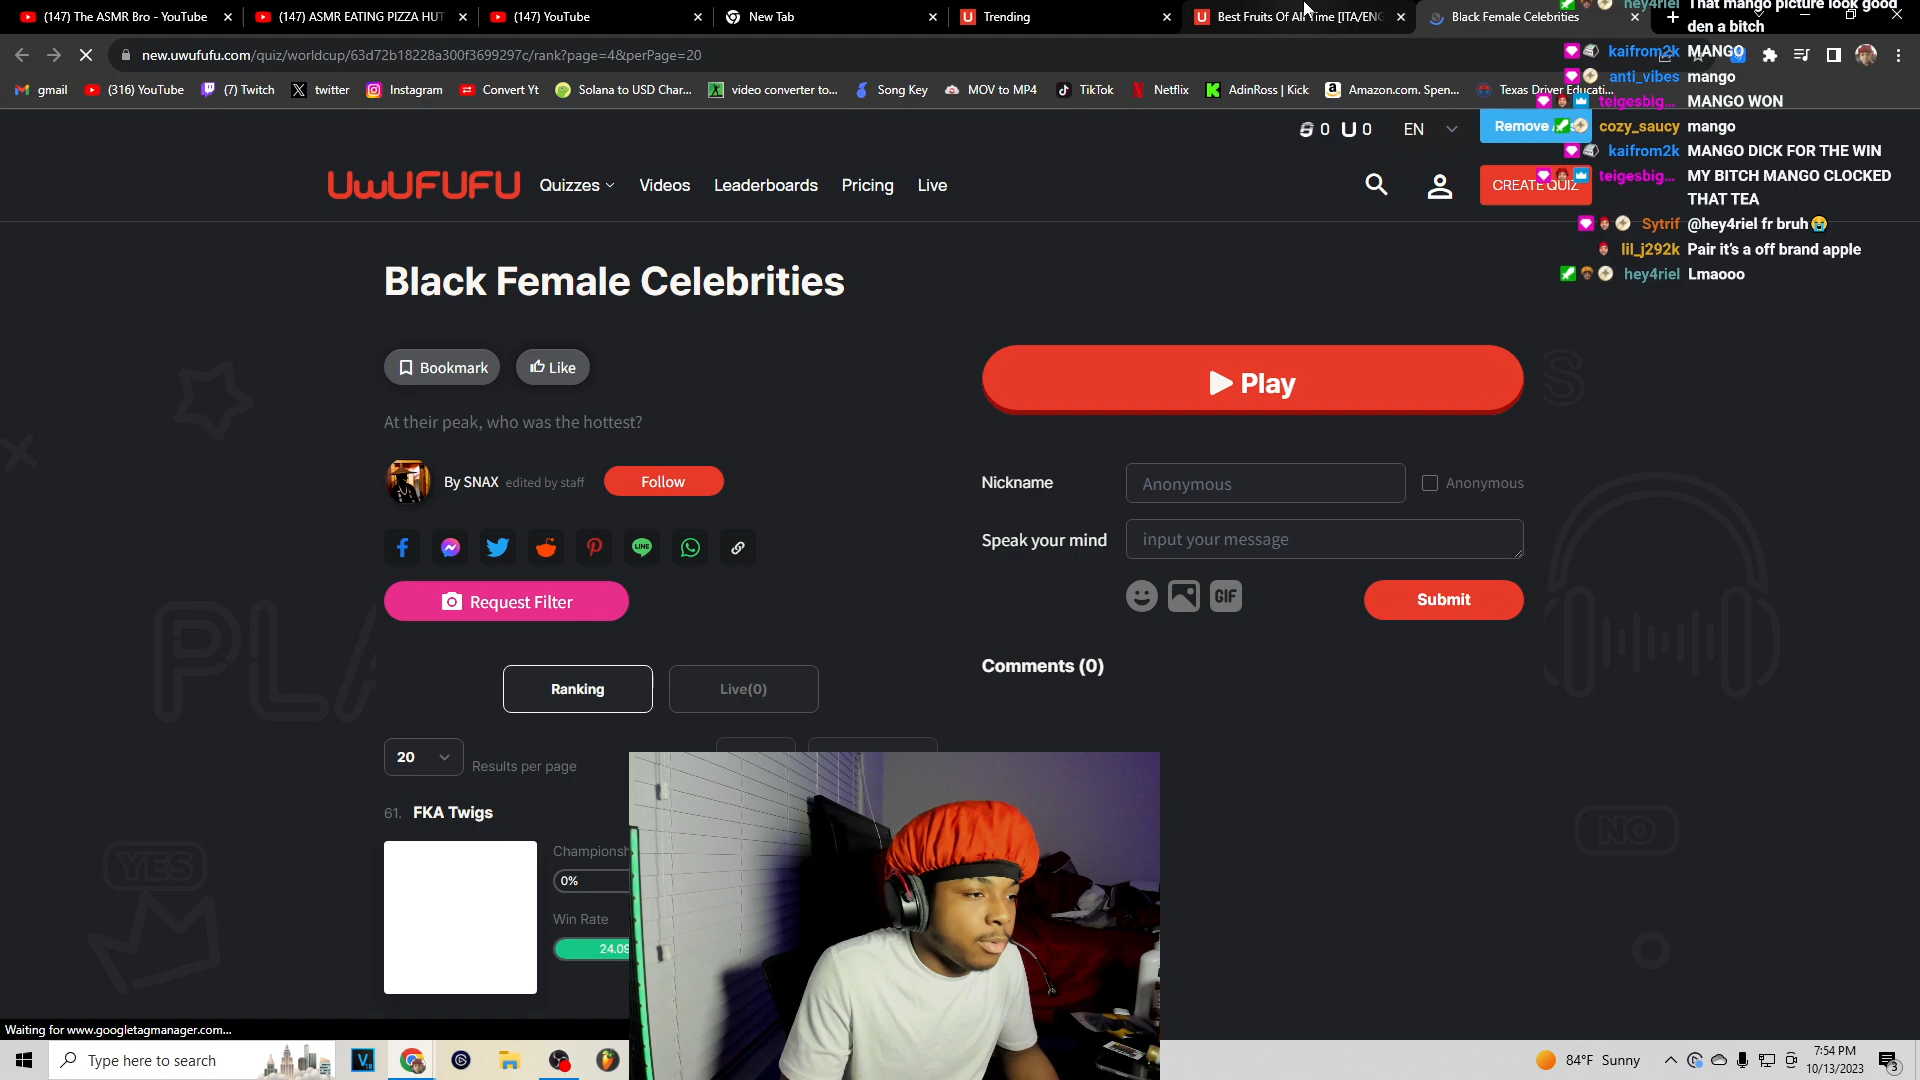 (147) The ASMR Bro - YouTube
(147) ASMR EATING PIZZA HUT
(147) YouTube
New Tab
Trending
Best Fruits Of All Time [ITA/ENG
Black Female Celebrities
new.uwufufu.com/quiz/worldcup/63d72b18228a300f3699297c/rank?page=4&perPage=20
gmail
(316) YouTube
(7) Twitch
twitter
Instagram
Convert Yt
Solana to USD Char...
video converter to...
Song Key
MOV to MP4
TikTok
Netflix
AdinRoss | Kick
Amazon.com. Spen...
Texas Driver Educati...
hey4riel That mango picture look good
den a bitch
kaifrom2k MANGO
anti_vibes mango
teigesbig... MANGO WON
cozy_saucy mango
kaifrom2k MANGO DICK FOR THE WIN
teigesbig... MY BITCH MANGO CLOCKED
THAT TEA
Sytrif @hey4riel fr bruh😭
lil_j292k Pair it's a off brand apple
hey4riel Lmaooo
0 U 0 EN
Remove
UwUFUFU
Quizzes
Videos
Leaderboards
Pricing
Live
CREATE QUIZ
Black Female Celebrities
Bookmark
Like
Play
At their peak, who was the hottest?
By SNAX edited by staff
Follow
Nickname
Anonymous
Anonymous
Speak your mind
input your message
LINE
GIF
Submit
Request Filter
Comments (0)
Ranking
Live(0)
20
Results per page
61. FKA Twigs
Championsh
0%
Win Rate
24.09
PLA
S
YES
NO
Waiting for www.googletagmanager.com...
Type here to search
84°F Sunny
7:54 PM
10/13/2023
3